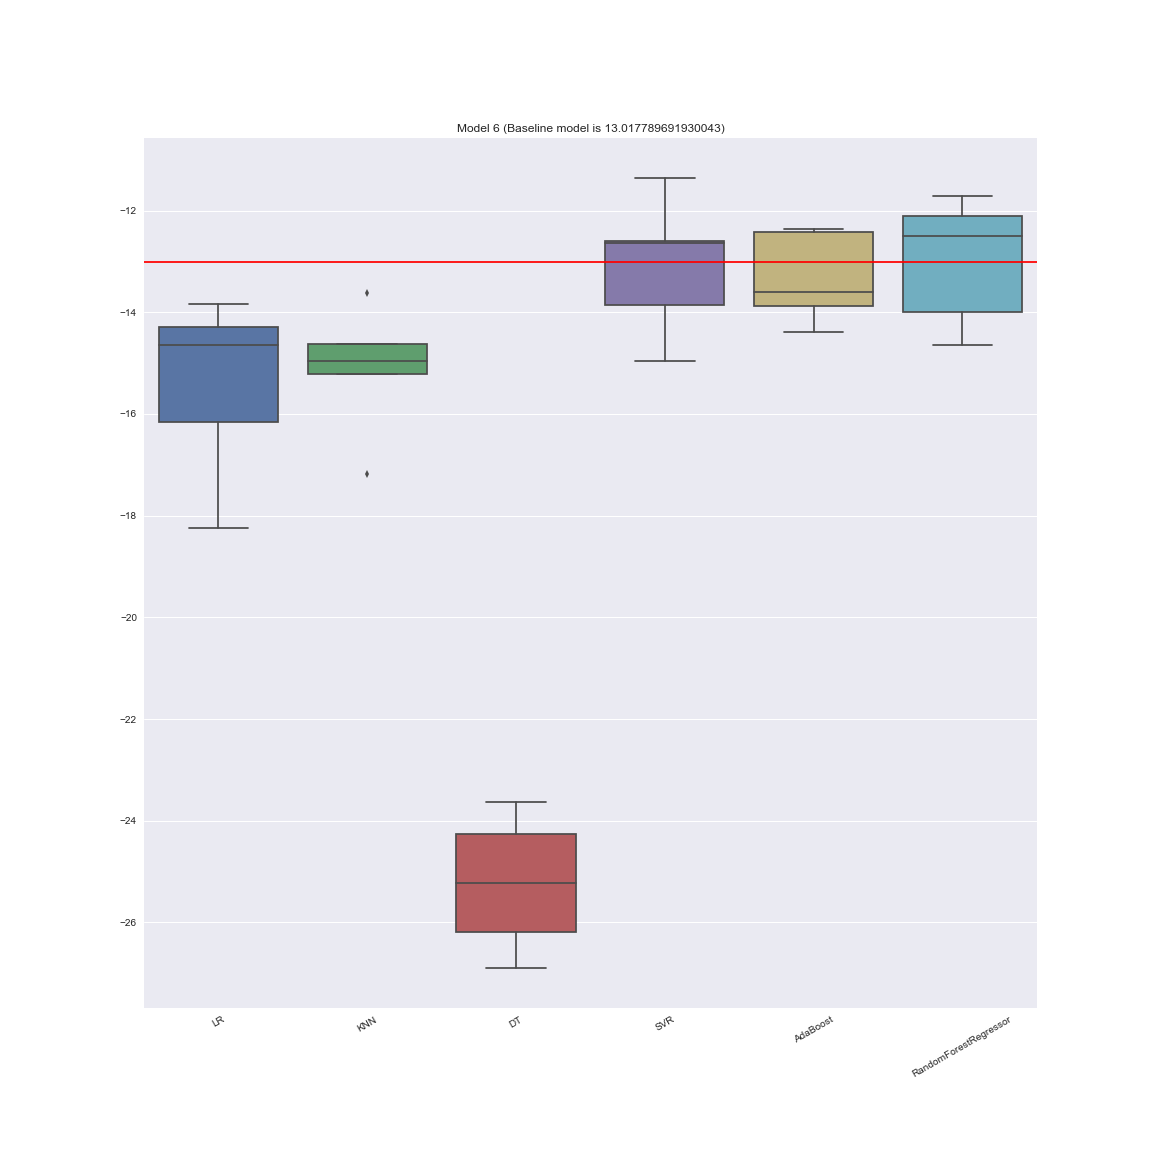 Model 6 (Baseline model is 13.017789691930043)
−12
−14
−16
−18
−20
−22
−24
−26
LR
KNN
DT
SVR
AdaBoost
RandomForestRegressor